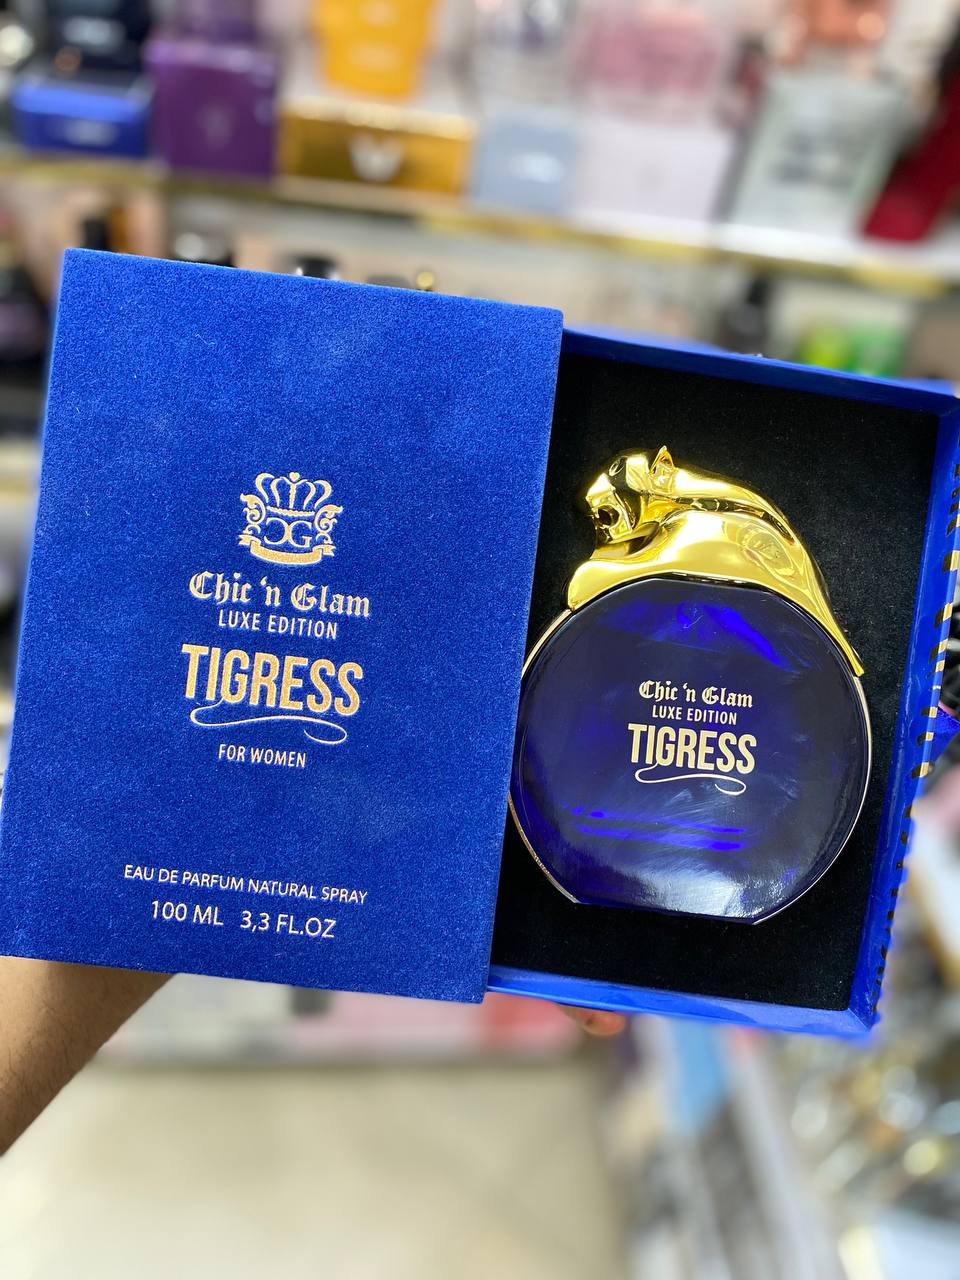 CG
Chic 'n Glam
LUXE EDITION
TIGRESS
FOR WOMEN
EAU DE PARFUM NATURAL SPRAY
100 ML 3,3 FL.OZ
Chic 'n Glam
LUXE EDITION
TIGRESS